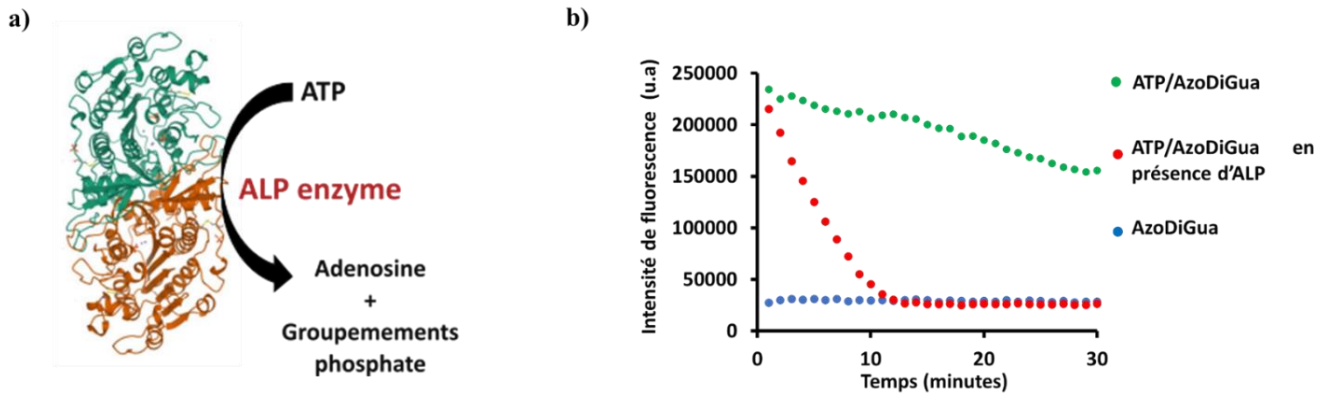 a)
ATP
ALP enzyme
Adenosine
+
Groupemements
phosphate
b)
Intensité de fluorescence (u.a)
250000
200000
150000
100000
50000
0
0
10
20
30
Temps (minutes)
ATP/AzoDiGua
ATP/AzoDiGua en
présence d'ALP
AzoDiGua